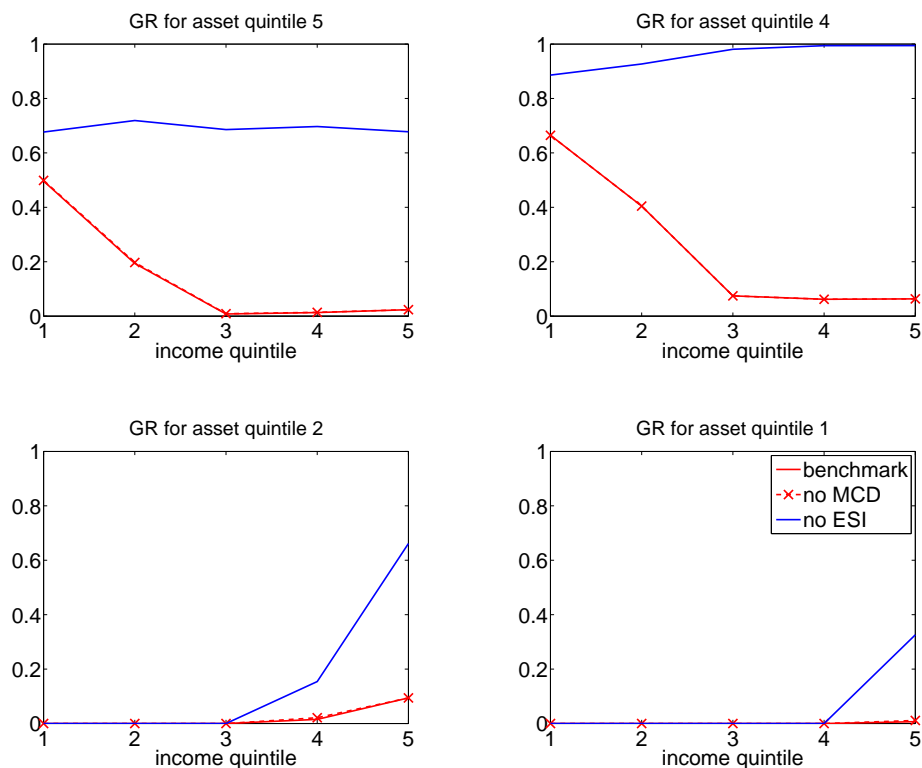 GR for asset quintile 5
1
0.8
0.6
0.4
0.2
0
1 2 3 4 5
income quintile
GR for asset quintile 4
1
0.8
0.6
0.4
0.2
0
1 2 3 4 5
income quintile
GR for asset quintile 2
1
0.8
0.6
0.4
0.2
0
1 2 3 4 5
income quintile
GR for asset quintile 1
1
0.8
0.6
0.4
0.2
0
benchmark
no MCD
no ESI
1 2 3 4 5
income quintile